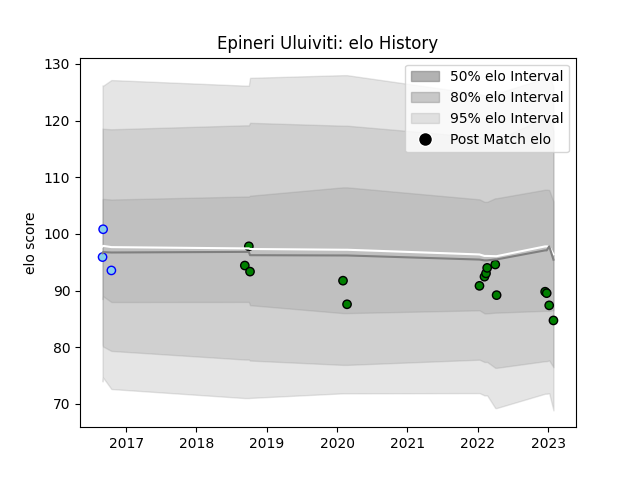 Epineri Uluiviti: elo History
130
120
110
100
90
80
70
elo score
50% elo Interval
80% elo Interval
95% elo Interval
Post Match elo
2017
2018
2019
2020
2021
2022
2023